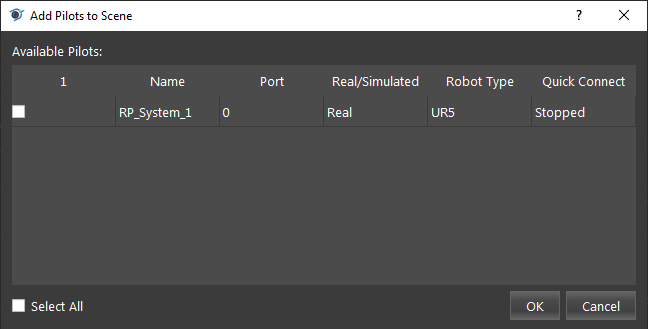 Add Pilots to Scene
?
Available Pilots:
1 Name Port Real/Simulated Robot Type Quick Connect
RP_System_1 0 Real UR5 Stopped
Select All OK Cancel